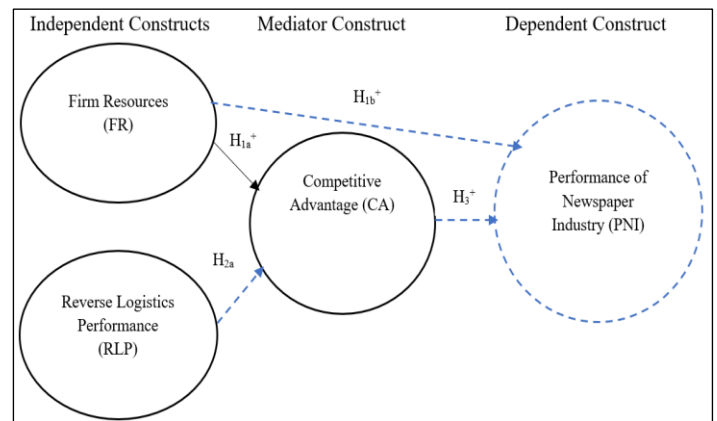 Independent Constructs
Mediator Construct
Dependent Construct
Firm Resources
(FR)
H1b+
H1a+
Competitive
Advantage (CA)
H3+
Performance of
Newspaper
Industry (PNI)
H2a
Reverse Logistics
Performance
(RLP)